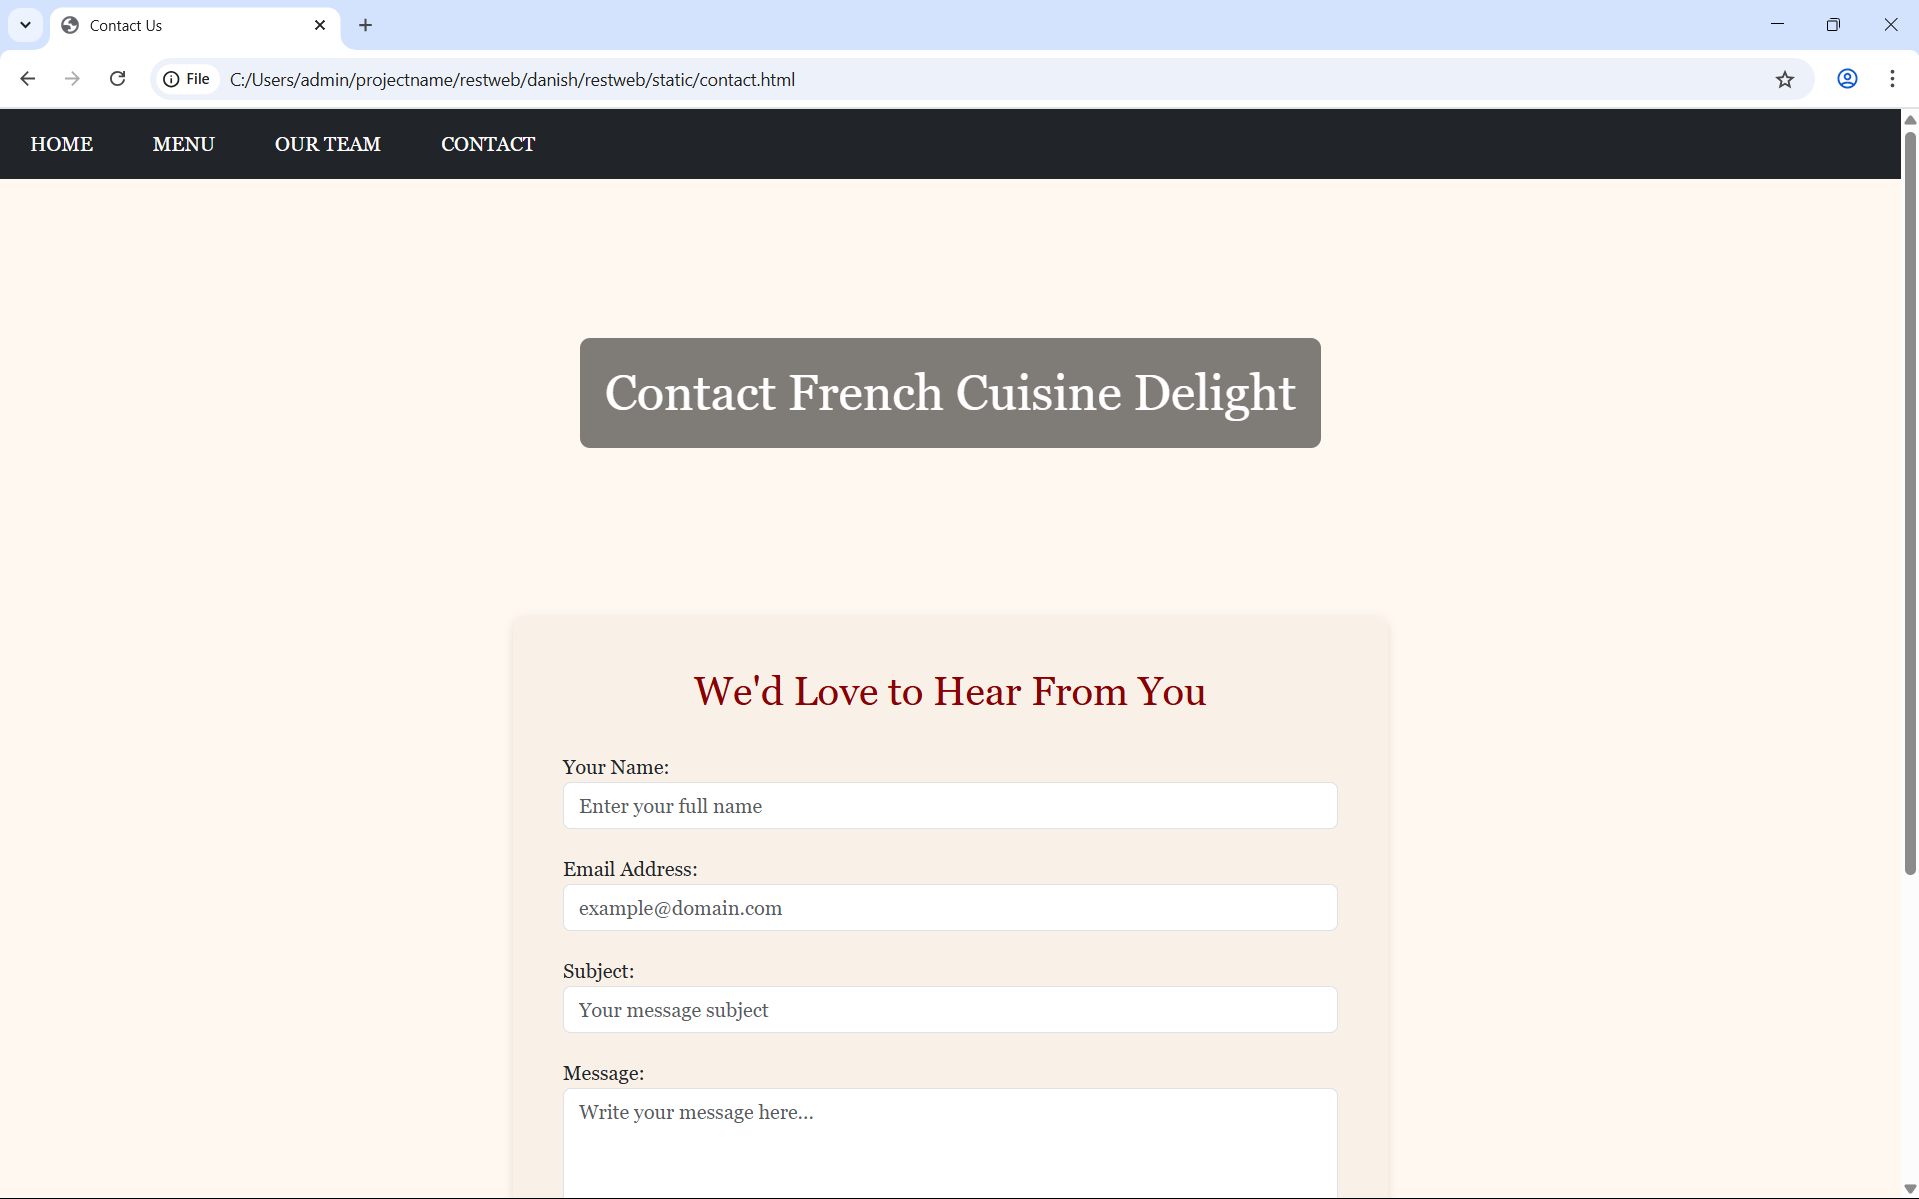 Contact Us
File
C:/Users/admin/projectname/restweb/danish/restweb/static/contact.html
HOME MENU OUR TEAM CONTACT
Contact French Cuisine Delight
We'd Love to Hear From You
Your Name:
Enter your full name
Email Address:
example@domain.com
Subject:
Your message subject
Message:
Write your message here...